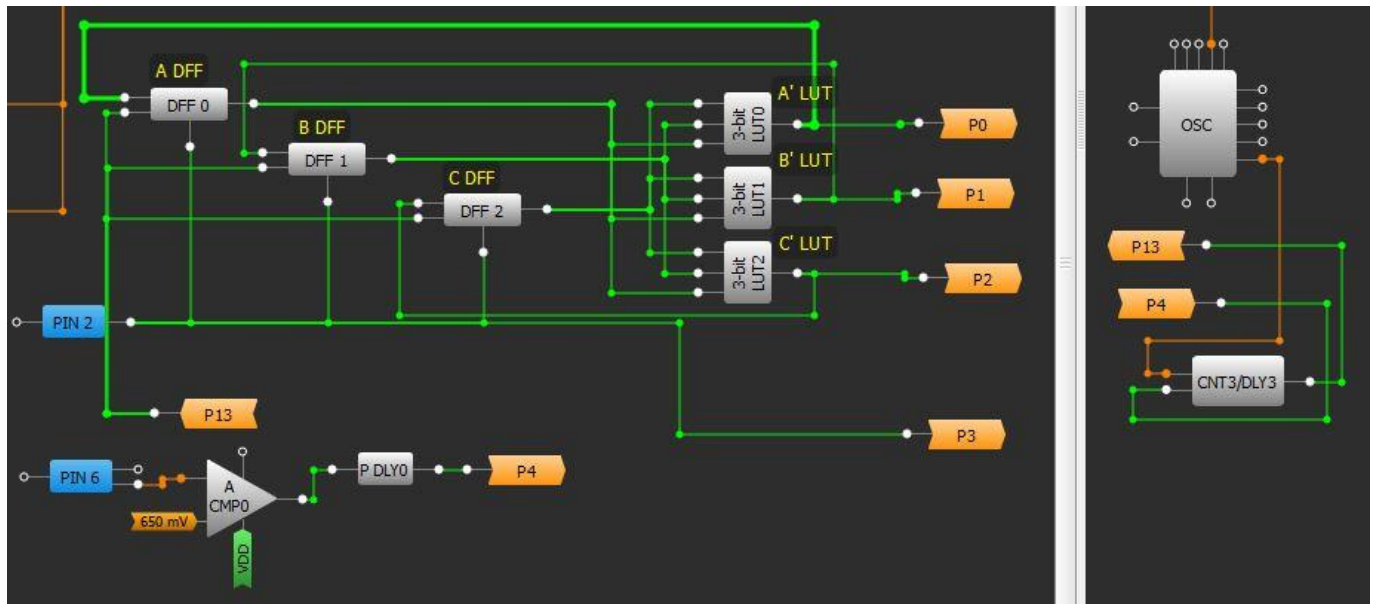 A DFF
DFF 0
B DFF
DFF 1
C DFF
DFF 2
A' LUT
3-bit
LUT0
P0
B' LUT
3-bit
LUT1
P1
C' LUT
3-bit
LUT2
P2
PIN 2
P13
P3
PIN 6
A
CMP0
650 mV
VDD
P DLY0
P4
OSC
P13
P4
CNT3/DLY3